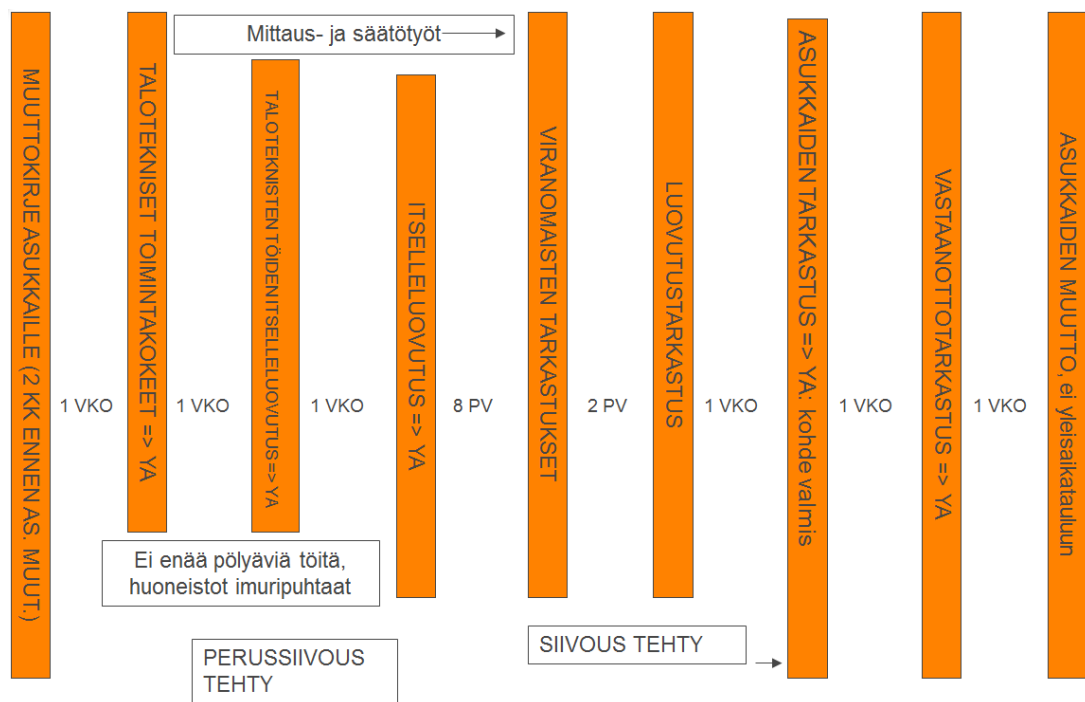 Mittaus- ja säätötyöt
MUUTTOKIRJE ASUKKAILLE (2 KK ENNEN AS. MUUT.)
1 VKO
TALOTEKNISET TOIMINTAKOKEET => YA
1 VKO
TALOTEKNISTEN TÖIDEN ITSELLELUOVUTUS => YA
1 VKO
ITSELLELUOVUTUS => YA
8 PV
VIRANOMAISTEN TARKASTUKSET
2 PV
LUOVUTUSTARKASTUS
1 VKO
ASUKKAIDEN TARKASTUS => YA: kohde valmis
1 VKO
VASTAANOTTOTARKASTUS => YA
1 VKO
ASUKKAIDEN MUUTTO, ei yleisaikatauluun
Ei enää pölyäviä töitä,
huoneistot imuripuhtaat
PERUSSIIVOUS
TEHTY
SIIVOUS TEHTY